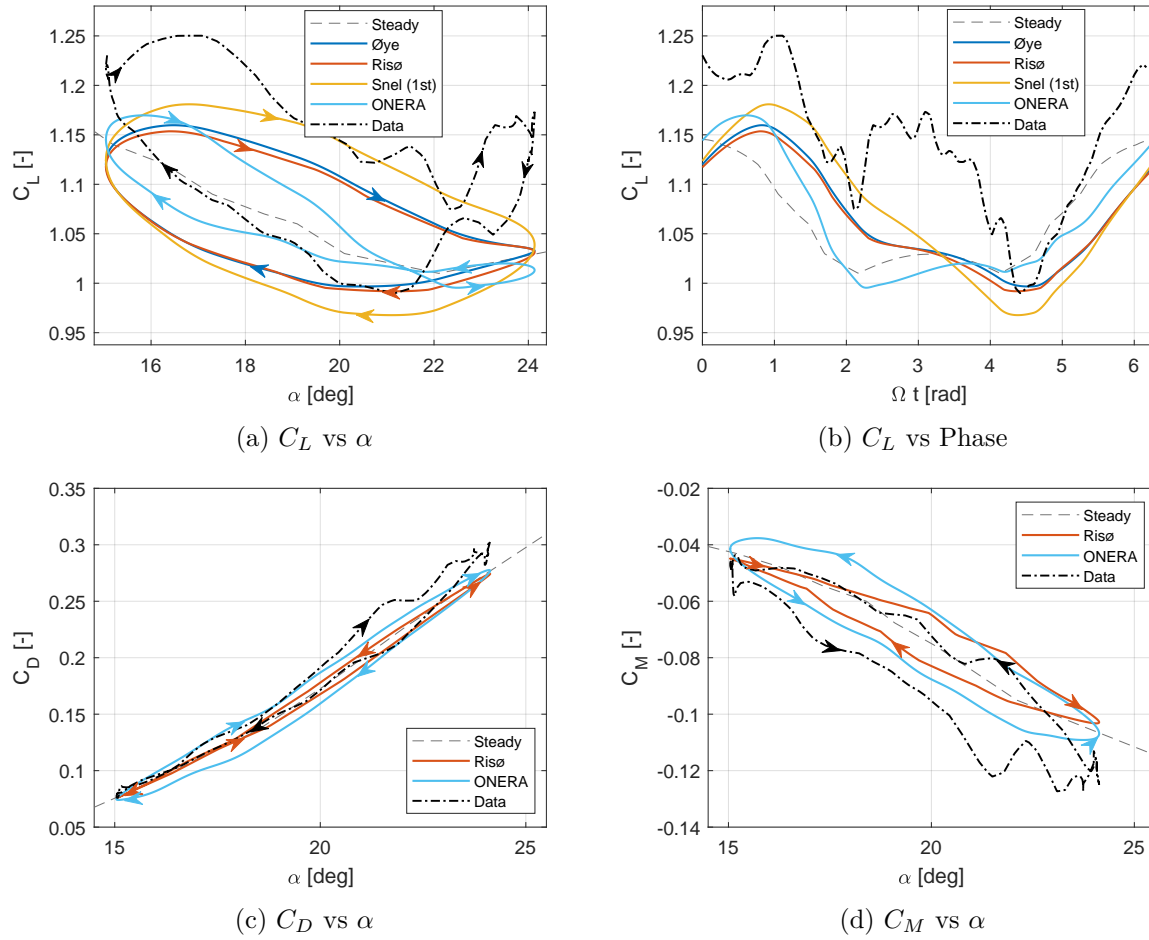 1.25
1.2
1.15
1.1
1.05
1
0.95
C_L [-]
16 18 20 22 24
α [deg]
Steady
Øye
Risø
Snel (1st)
ONERA
Data
(a) C_L vs α
1.25
1.2
1.15
1.1
1.05
1
0.95
C_L [-]
0 1 2 3 4 5 6
Ω t [rad]
Steady
Øye
Risø
Snel (1st)
ONERA
Data
(b) C_L vs Phase
0.35
0.3
0.25
0.2
0.15
0.1
0.05
C_D [-]
15 20 25
α [deg]
Steady
Risø
ONERA
Data
(c) C_D vs α
-0.02
-0.04
-0.06
-0.08
-0.1
-0.12
-0.14
C_M [-]
15 20 25
α [deg]
Steady
Risø
ONERA
Data
(d) C_M vs α